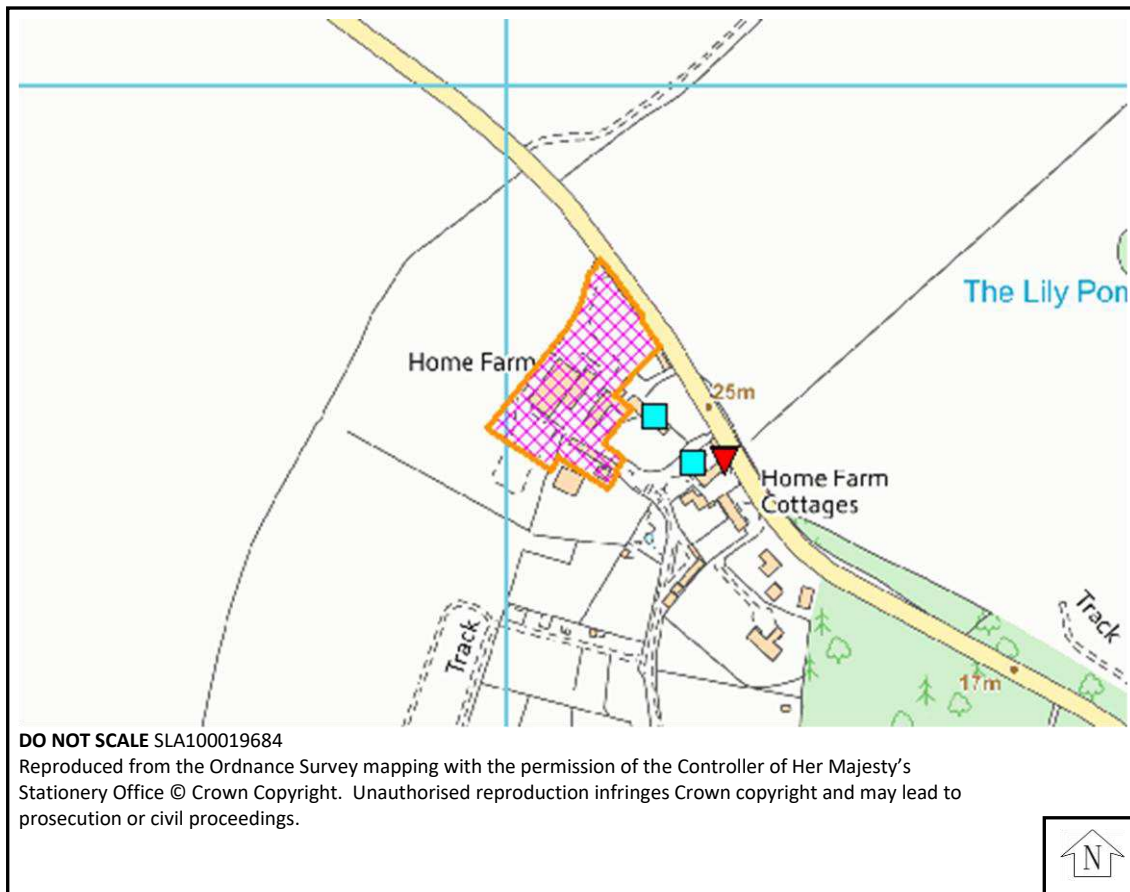 The Lily Pon
Home Farm
25m
Home Farm
Cottages
Track
Track
17m
DO NOT SCALE SLA100019684
Reproduced from the Ordnance Survey mapping with the permission of the Controller of Her Majesty’s
Stationery Office © Crown Copyright. Unauthorised reproduction infringes Crown copyright and may lead to
prosecution or civil proceedings.
N